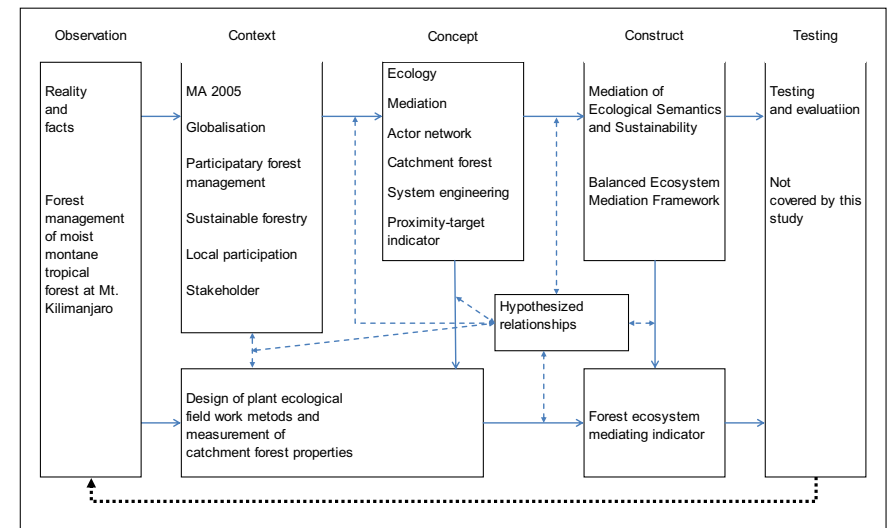 Observation
Context
Concept
Construct
Testing
Reality
and
facts
Forest
management
of moist
montane
tropical
forest at Mt.
Kilimanjaro
MA 2005
Globalisation
Participatary forest
management
Sustainable forestry
Local participation
Stakeholder
Ecology
Mediation
Actor network
Catchment forest
System engineering
Proximity-target
indicator
Mediation of
Ecological Semantics
and Sustainability
Balanced Ecosystem
Mediation Framework
Testing
and evaluatiion
Not
covered by this
study
Hypothesized
relationships
Design of plant ecological
field work metods and
measurement of
catchment forest properties
Forest ecosystem
mediating indicator